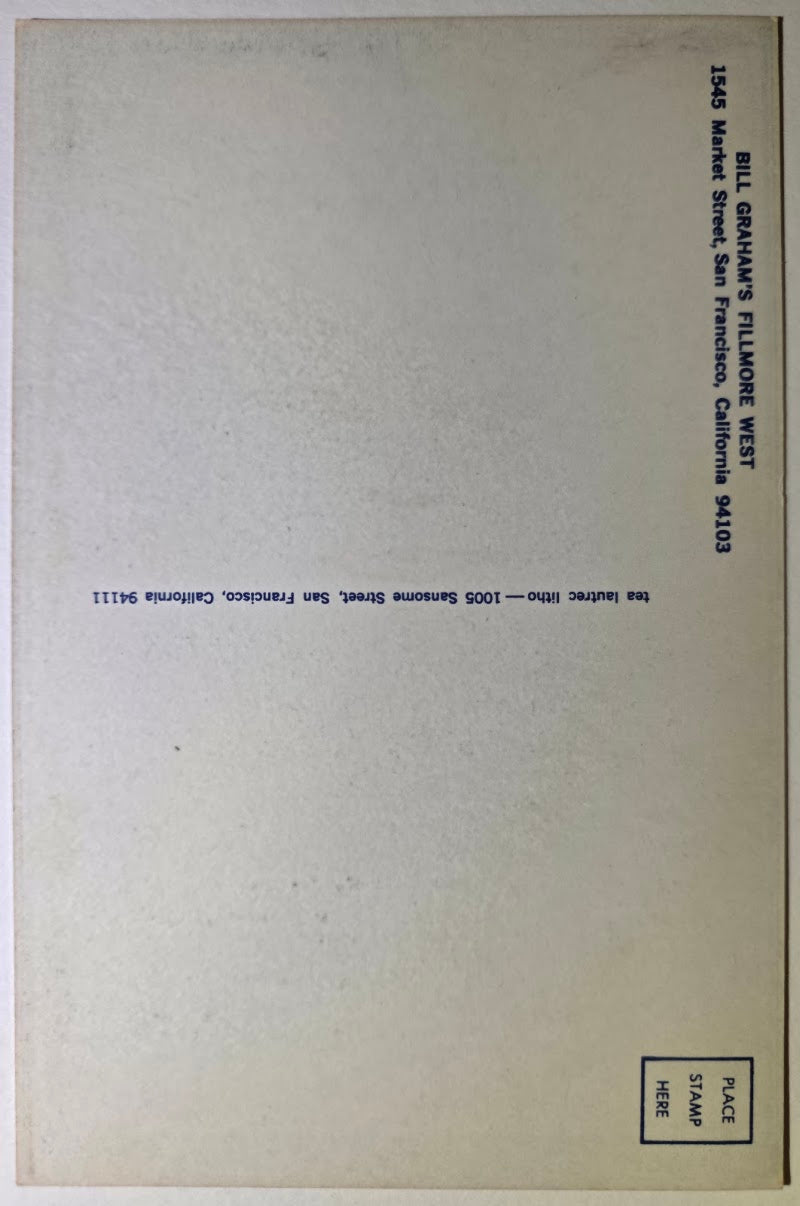 BILL GRAHAM'S FILLMORE WEST
1545 Market Street, San Francisco, California 94103
PLACE
STAMP
HERE
tea lautrec litho — 1005 Sansome Street, San Francisco, California 94111